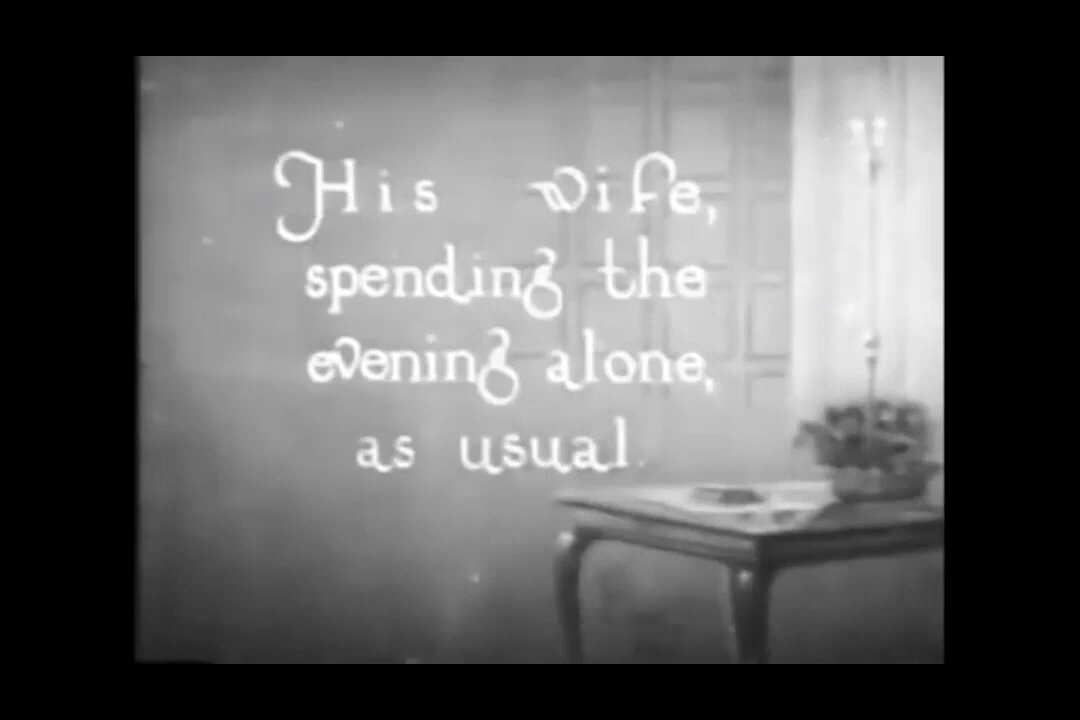 His wife,
spending the
evening alone,
as usual.